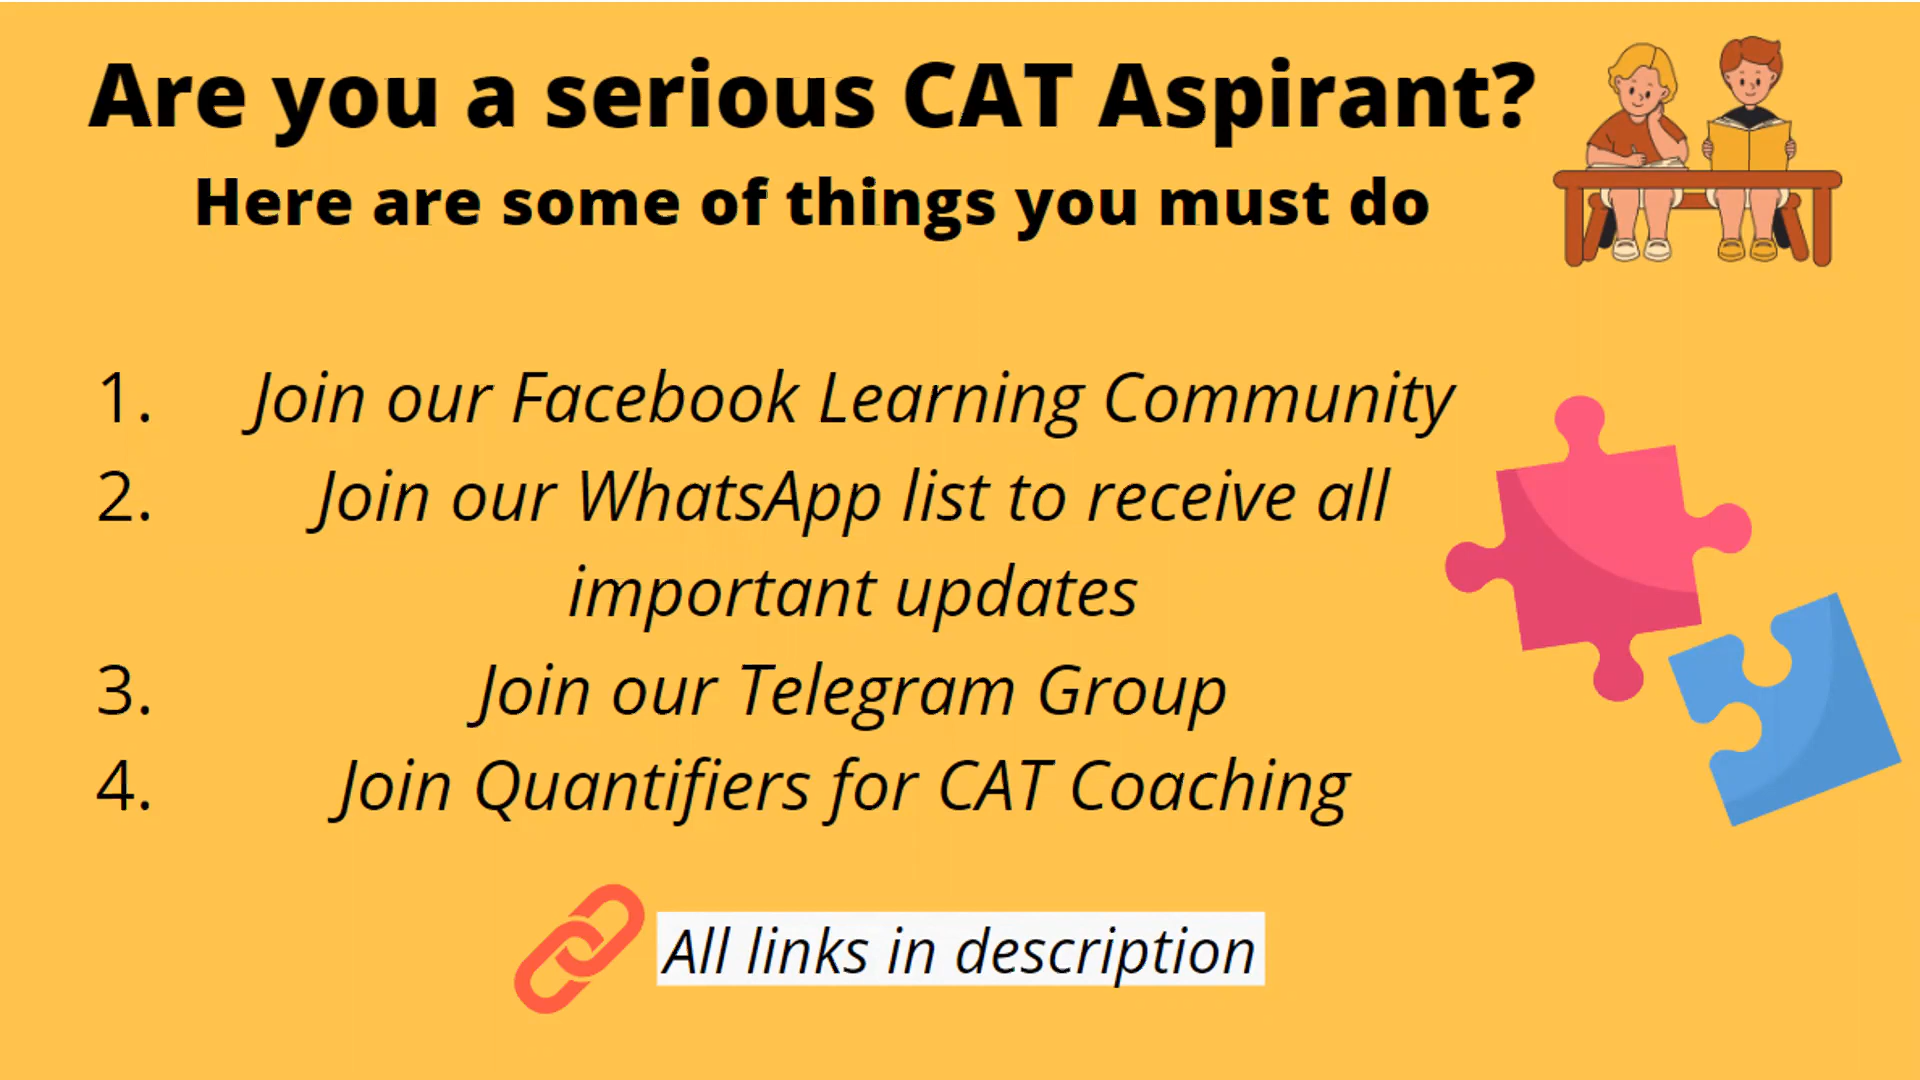 Are you a serious CAT Aspirant?
Here are some of things you must do
1. Join our Facebook Learning Community
2. Join our WhatsApp list to receive all
important updates
3. Join our Telegram Group
4. Join Quantifiers for CAT Coaching
All links in description